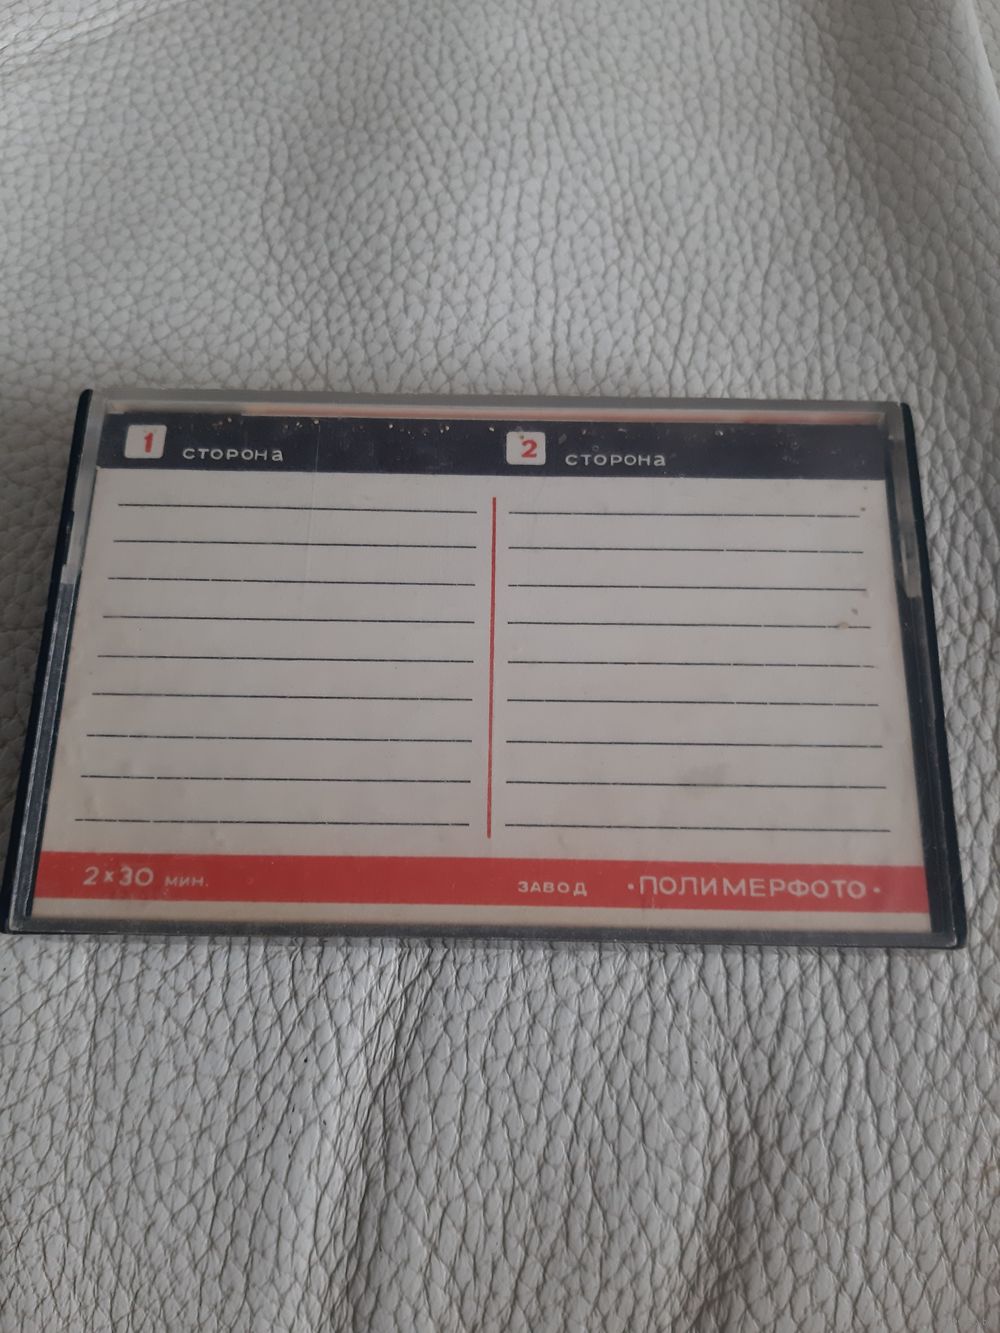 1 сторона 2 сторона
2×30 мин. завод •ПОЛИМЕРФОТО•